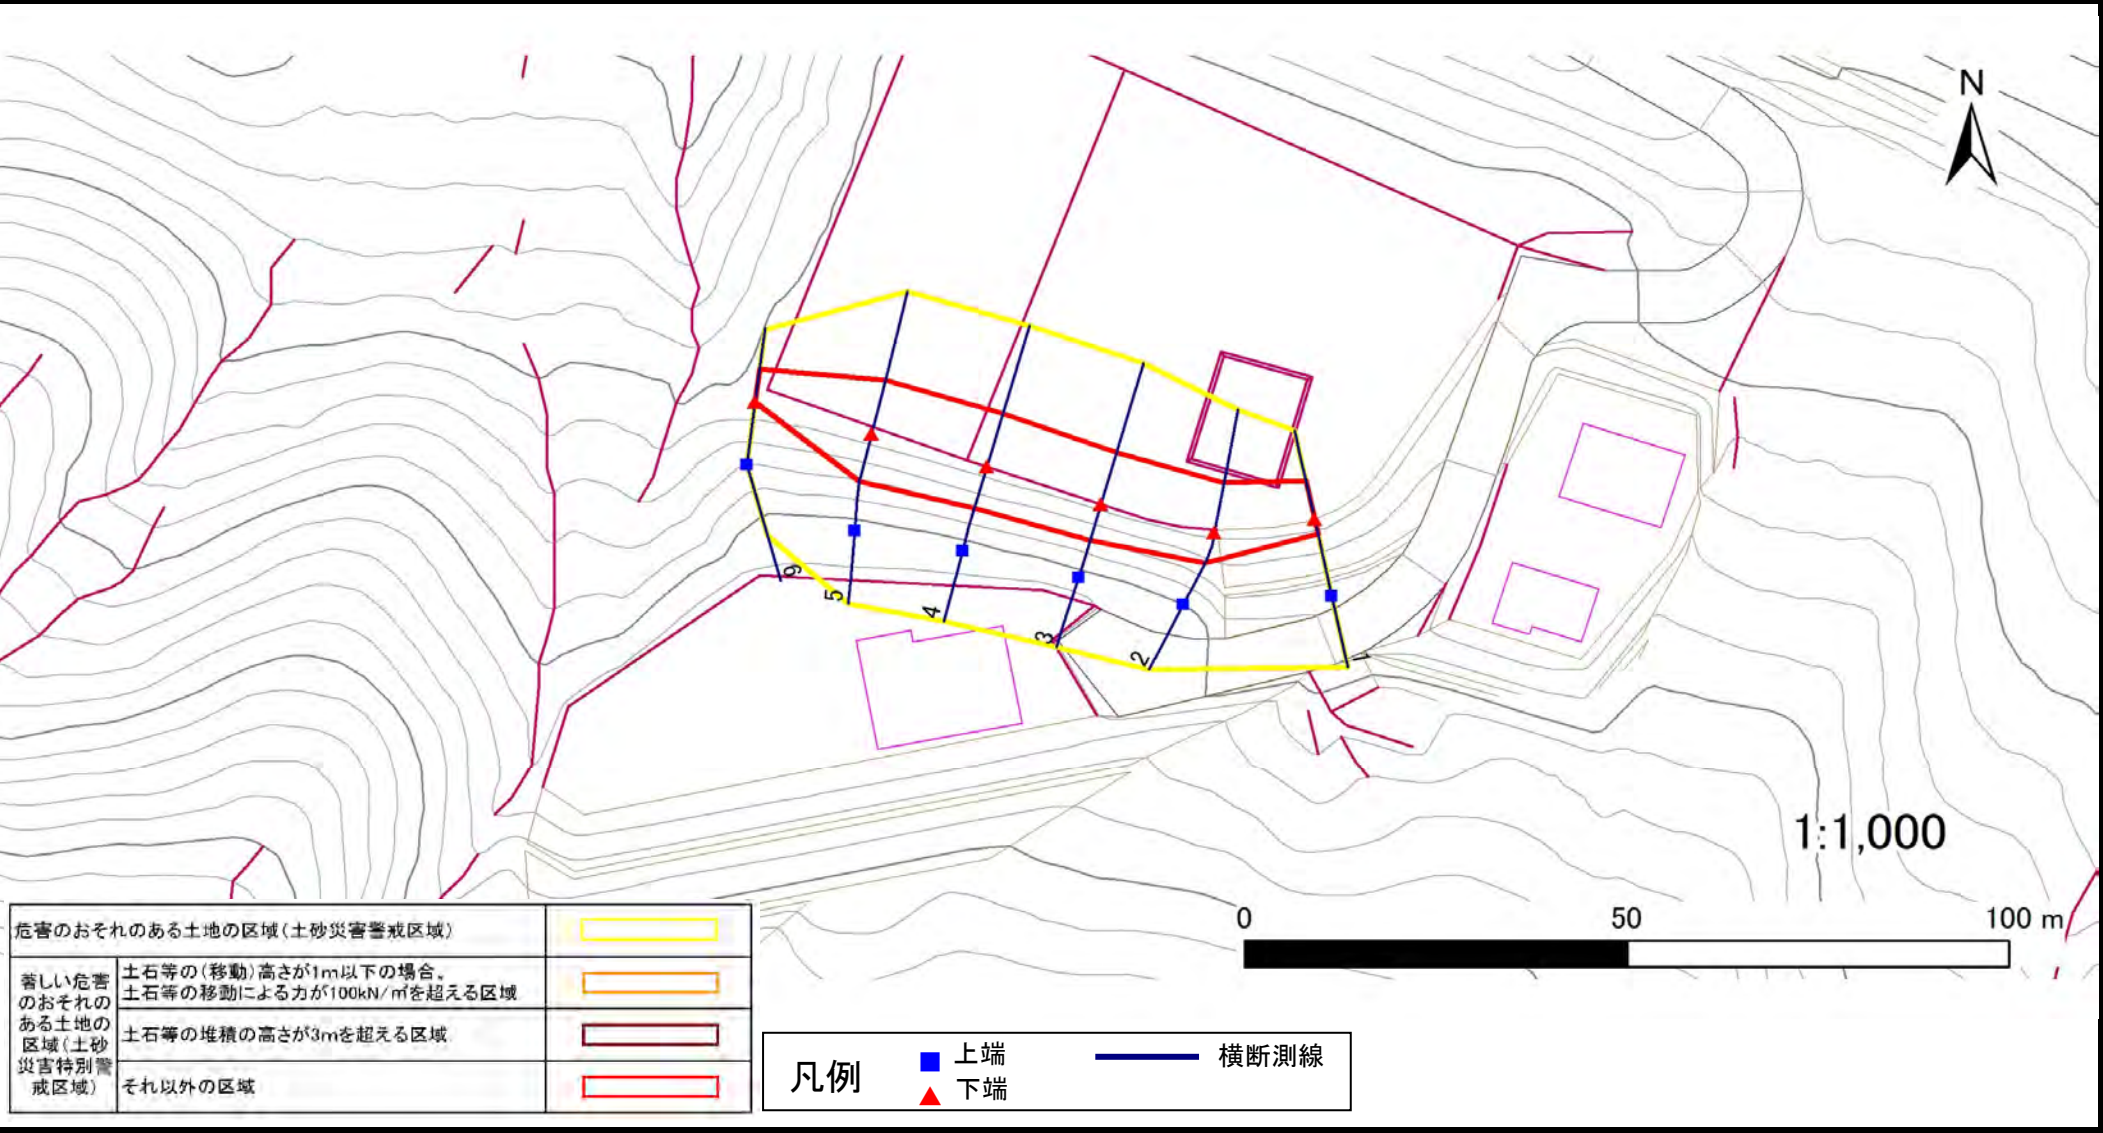 N
6
5
4
3
2
1
1:1,000
0
50
100 m
危害のおそれのある土地の区域(土砂災害警戒区域)
著しい危害
のおそれの
ある土地の
区域(土砂
災害特別警
戒区域)
土石等の(移動)高さが1m以下の場合、
土石等の移動による力が100kN/㎡を超える区域
土石等の堆積の高さが3mを超える区域
それ以外の区域
凡例
上端
下端
横断測線